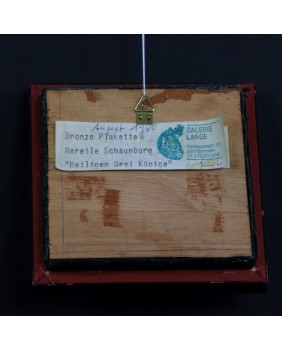 August 1980
Bronze Plakette
Mareile Schaumburg
"Heiligen Drei Könige"
GALERIE
LANGE